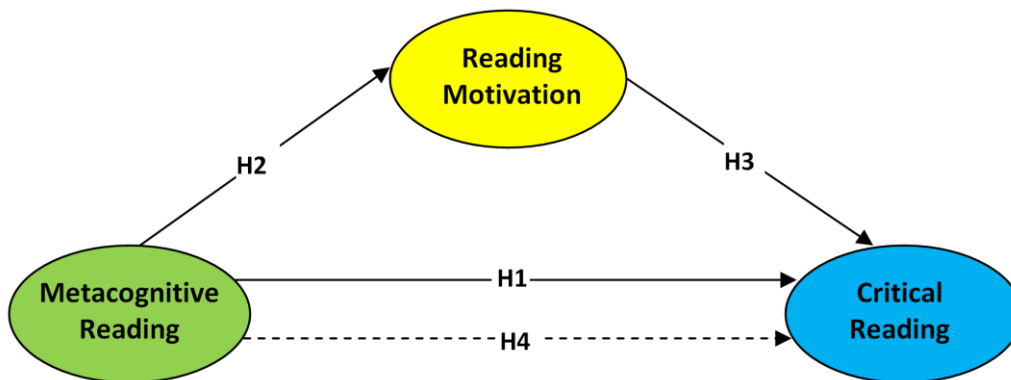 Reading
Motivation
H2
H3
Metacognitive
Reading
H1
H4
Critical
Reading